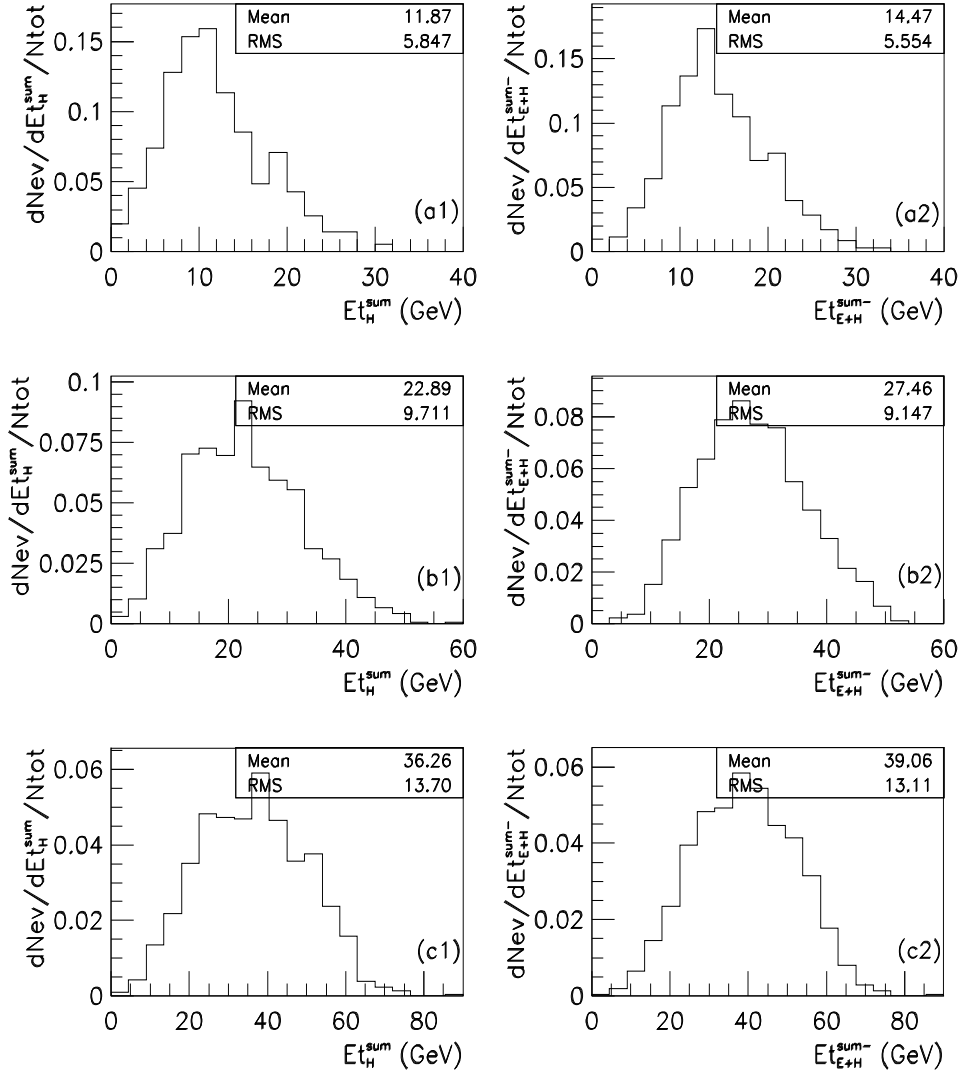 Mean 11.87
RMS 5.847
dNev/dEt_H^sum/Ntot
0.15
0.1
0.05
0
(a1)
0 10 20 30 40
Et_H^sum (GeV)
Mean 14.47
RMS 5.554
dNev/dEt_E+H^sum-/Ntot
0.15
0.1
0.05
0
(a2)
0 10 20 30 40
Et_E+H^sum- (GeV)
Mean 22.89
RMS 9.711
dNev/dEt_H^sum/Ntot
0.1
0.075
0.05
0.025
0
(b1)
0 20 40 60
Et_H^sum (GeV)
Mean 27.46
RMS 9.147
dNev/dEt_E+H^sum-/Ntot
0.08
0.06
0.04
0.02
0
(b2)
0 20 40 60
Et_E+H^sum- (GeV)
Mean 36.26
RMS 13.70
dNev/dEt_H^sum/Ntot
0.06
0.04
0.02
0
(c1)
0 20 40 60 80
Et_H^sum (GeV)
Mean 39.06
RMS 13.11
dNev/dEt_E+H^sum-/Ntot
0.06
0.04
0.02
0
(c2)
0 20 40 60 80
Et_E+H^sum- (GeV)